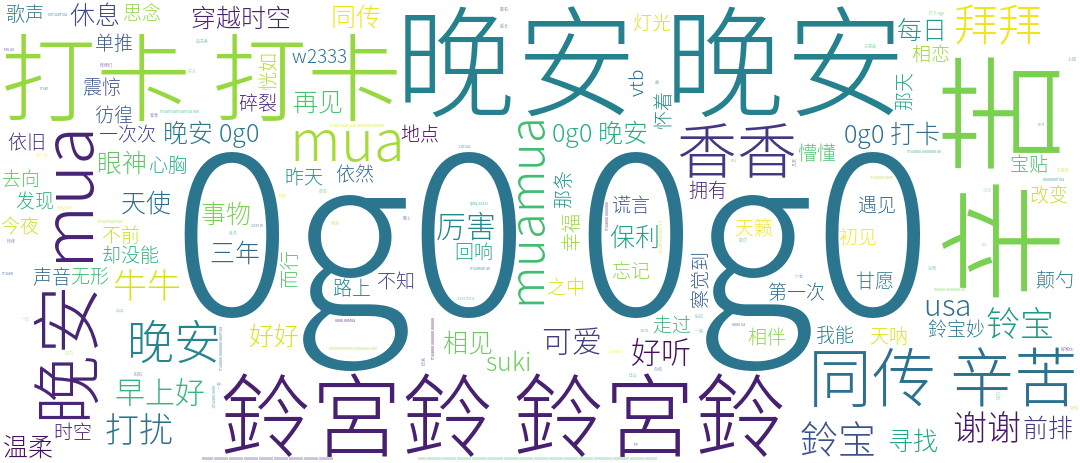 歌声 休息 思念 穿越时空 同传 灯光 每日 拜拜
打卡 打卡 晚安 晚安
单推 震惊 恍如 w2333 vtb 相恋
彷徨 碎裂 再见 怀着 那天 辛苦
依旧 一次次 晚安 0g0 mua 地点 0g0 晚安 香香 0g0 打卡
mua 眼神 心胸 昨天 依然 muamua 懵懂 宝贴
去向 发现 天使 事物 厉害 那条 拥有 谎言 遇见 改变
0g0 0g0
今夜 不前 三年 回响 幸福 保利 天籁 初见
却没能 声音 无形 而行 忘记 察觉到 甘愿 颠勺
牛牛 路上 不知 之中 第一次
晚安 晚安 好好 相见 可爱 走过 相伴 我能 usa 鈴宝妙 铃宝
suki 好听 天呐
早上好 同传 辛苦
打扰 鈴宮鈴 鈴宮鈴 鈴宝 谢谢 前排
温柔 时空 寻找